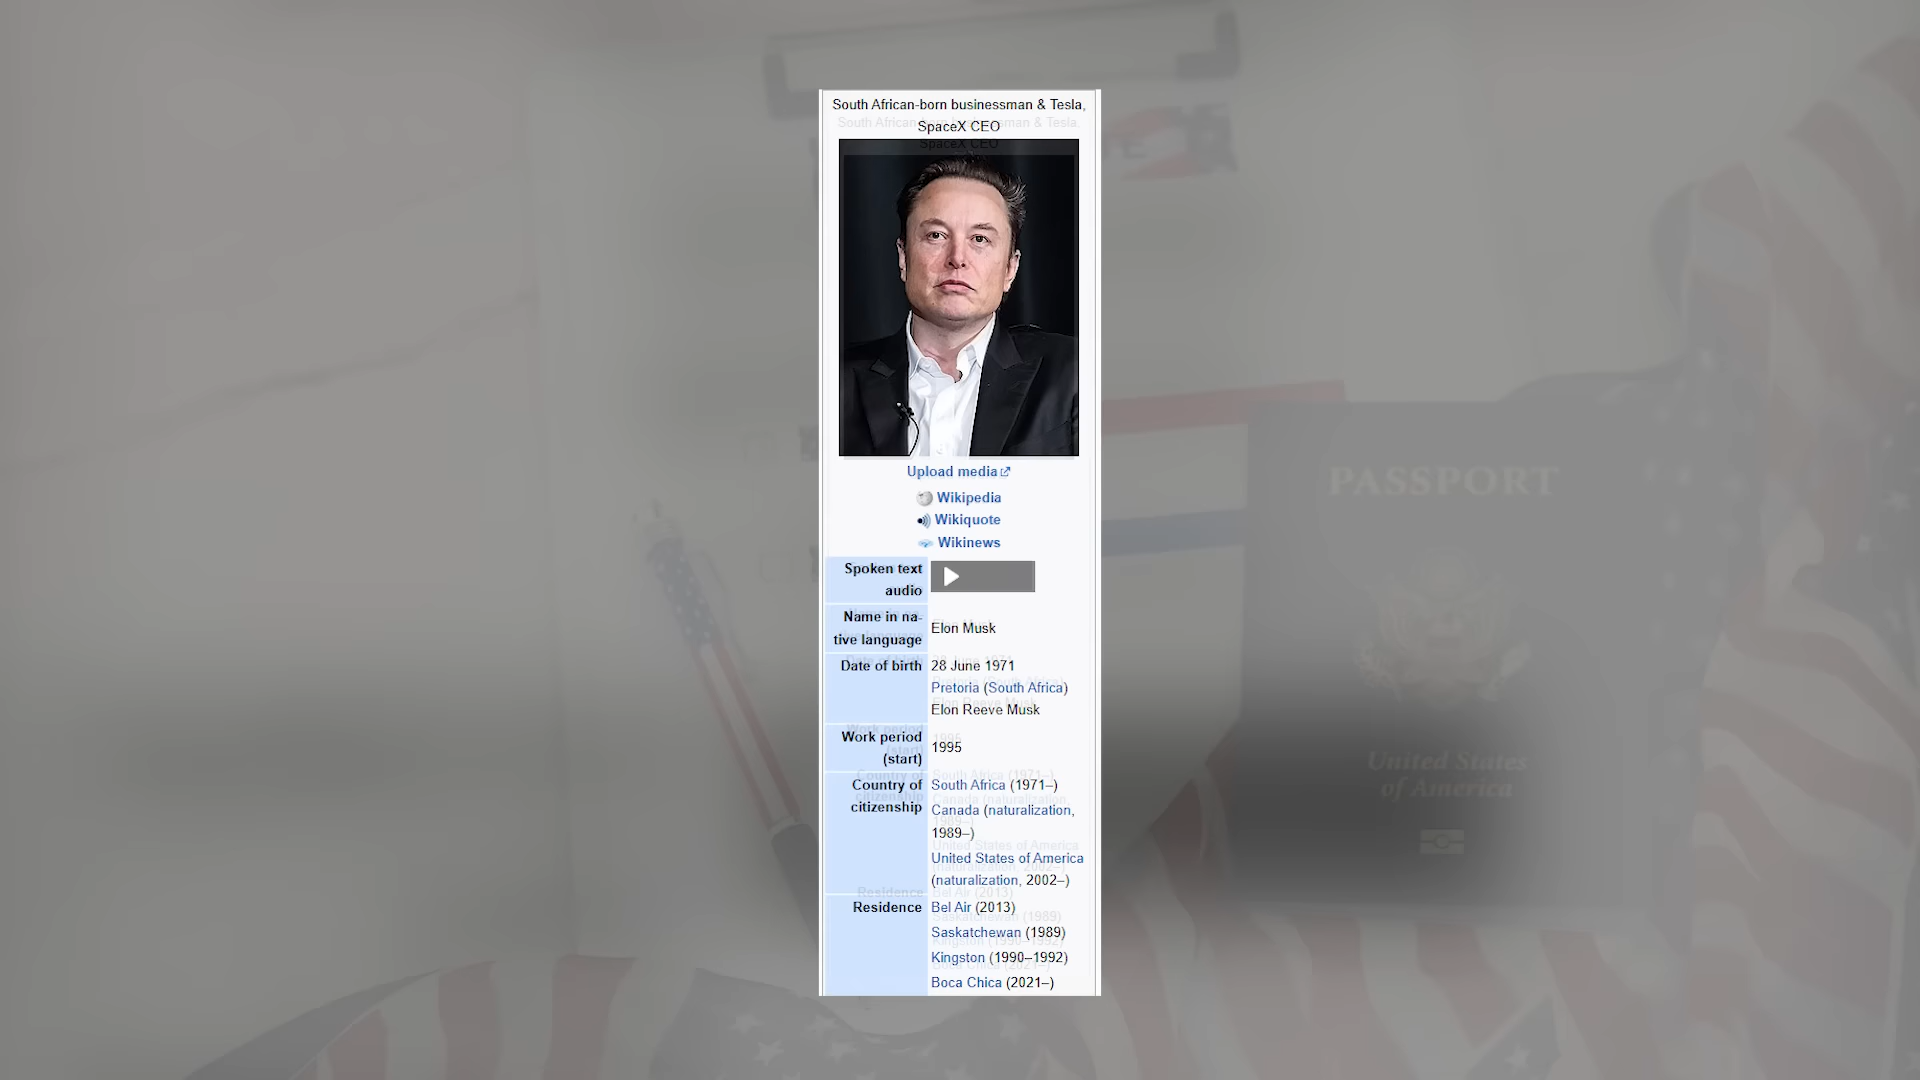 South African-born businessman & Tesla,
SpaceX CEO
Upload media
Wikipedia
Wikiquote
Wikinews
Spoken text
audio
Name in na-
tive language
Elon Musk
Date of birth
28 June 1971
Pretoria (South Africa)
Elon Reeve Musk
Work period
(start)
1995
Country of
citizenship
South Africa (1971–)
Canada (naturalization,
1989–)
United States of America
(naturalization, 2002–)
Residence
Bel Air (2013)
Saskatchewan (1989)
Kingston (1990–1992)
Boca Chica (2021–)
PASSPORT
United States
of America